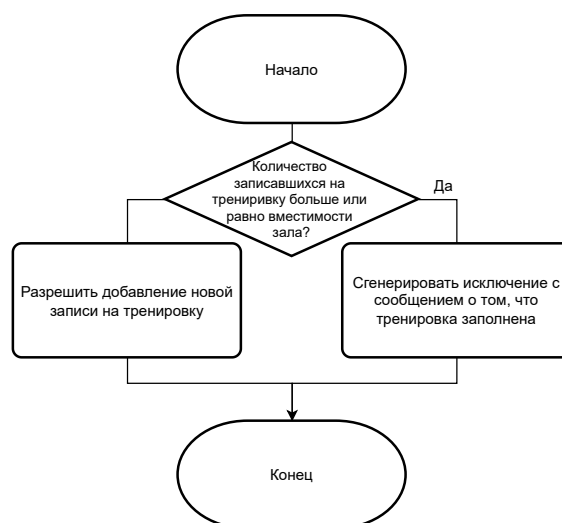 Начало
Количество
записавшихся на
трениривку больше или
равно вместимости
зала?
Да
Разрешить добавление новой
записи на тренировку
Сгенерировать исключение с
сообщением о том, что
тренировка заполнена
Конец